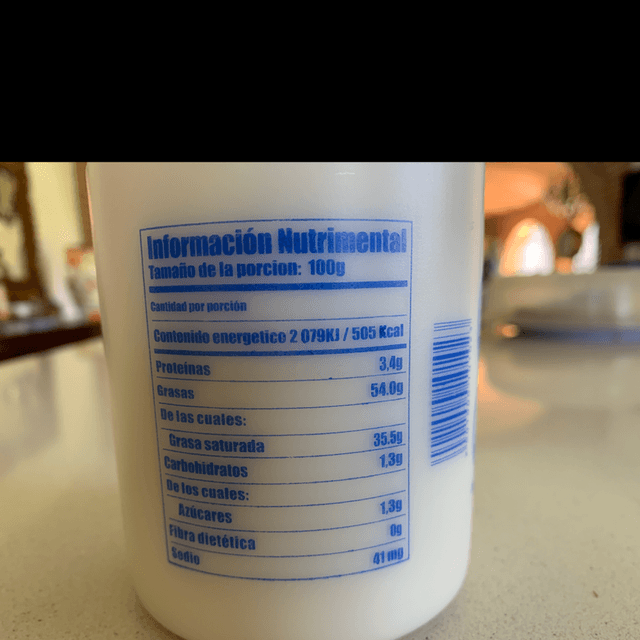 Información Nutrimental
Tamaño de la porcion: 100g
Cantidad por porción
Contenido energetico 2 079KJ / 505 Kcal
Proteínas 3,4g
Grasas 54.0g
De las cuales:
Grasa saturada 35.5g
Carbohidratos 1,3g
De los cuales:
Azúcares 1,3g
Fibra dietética 0g
Sodio 41 mg